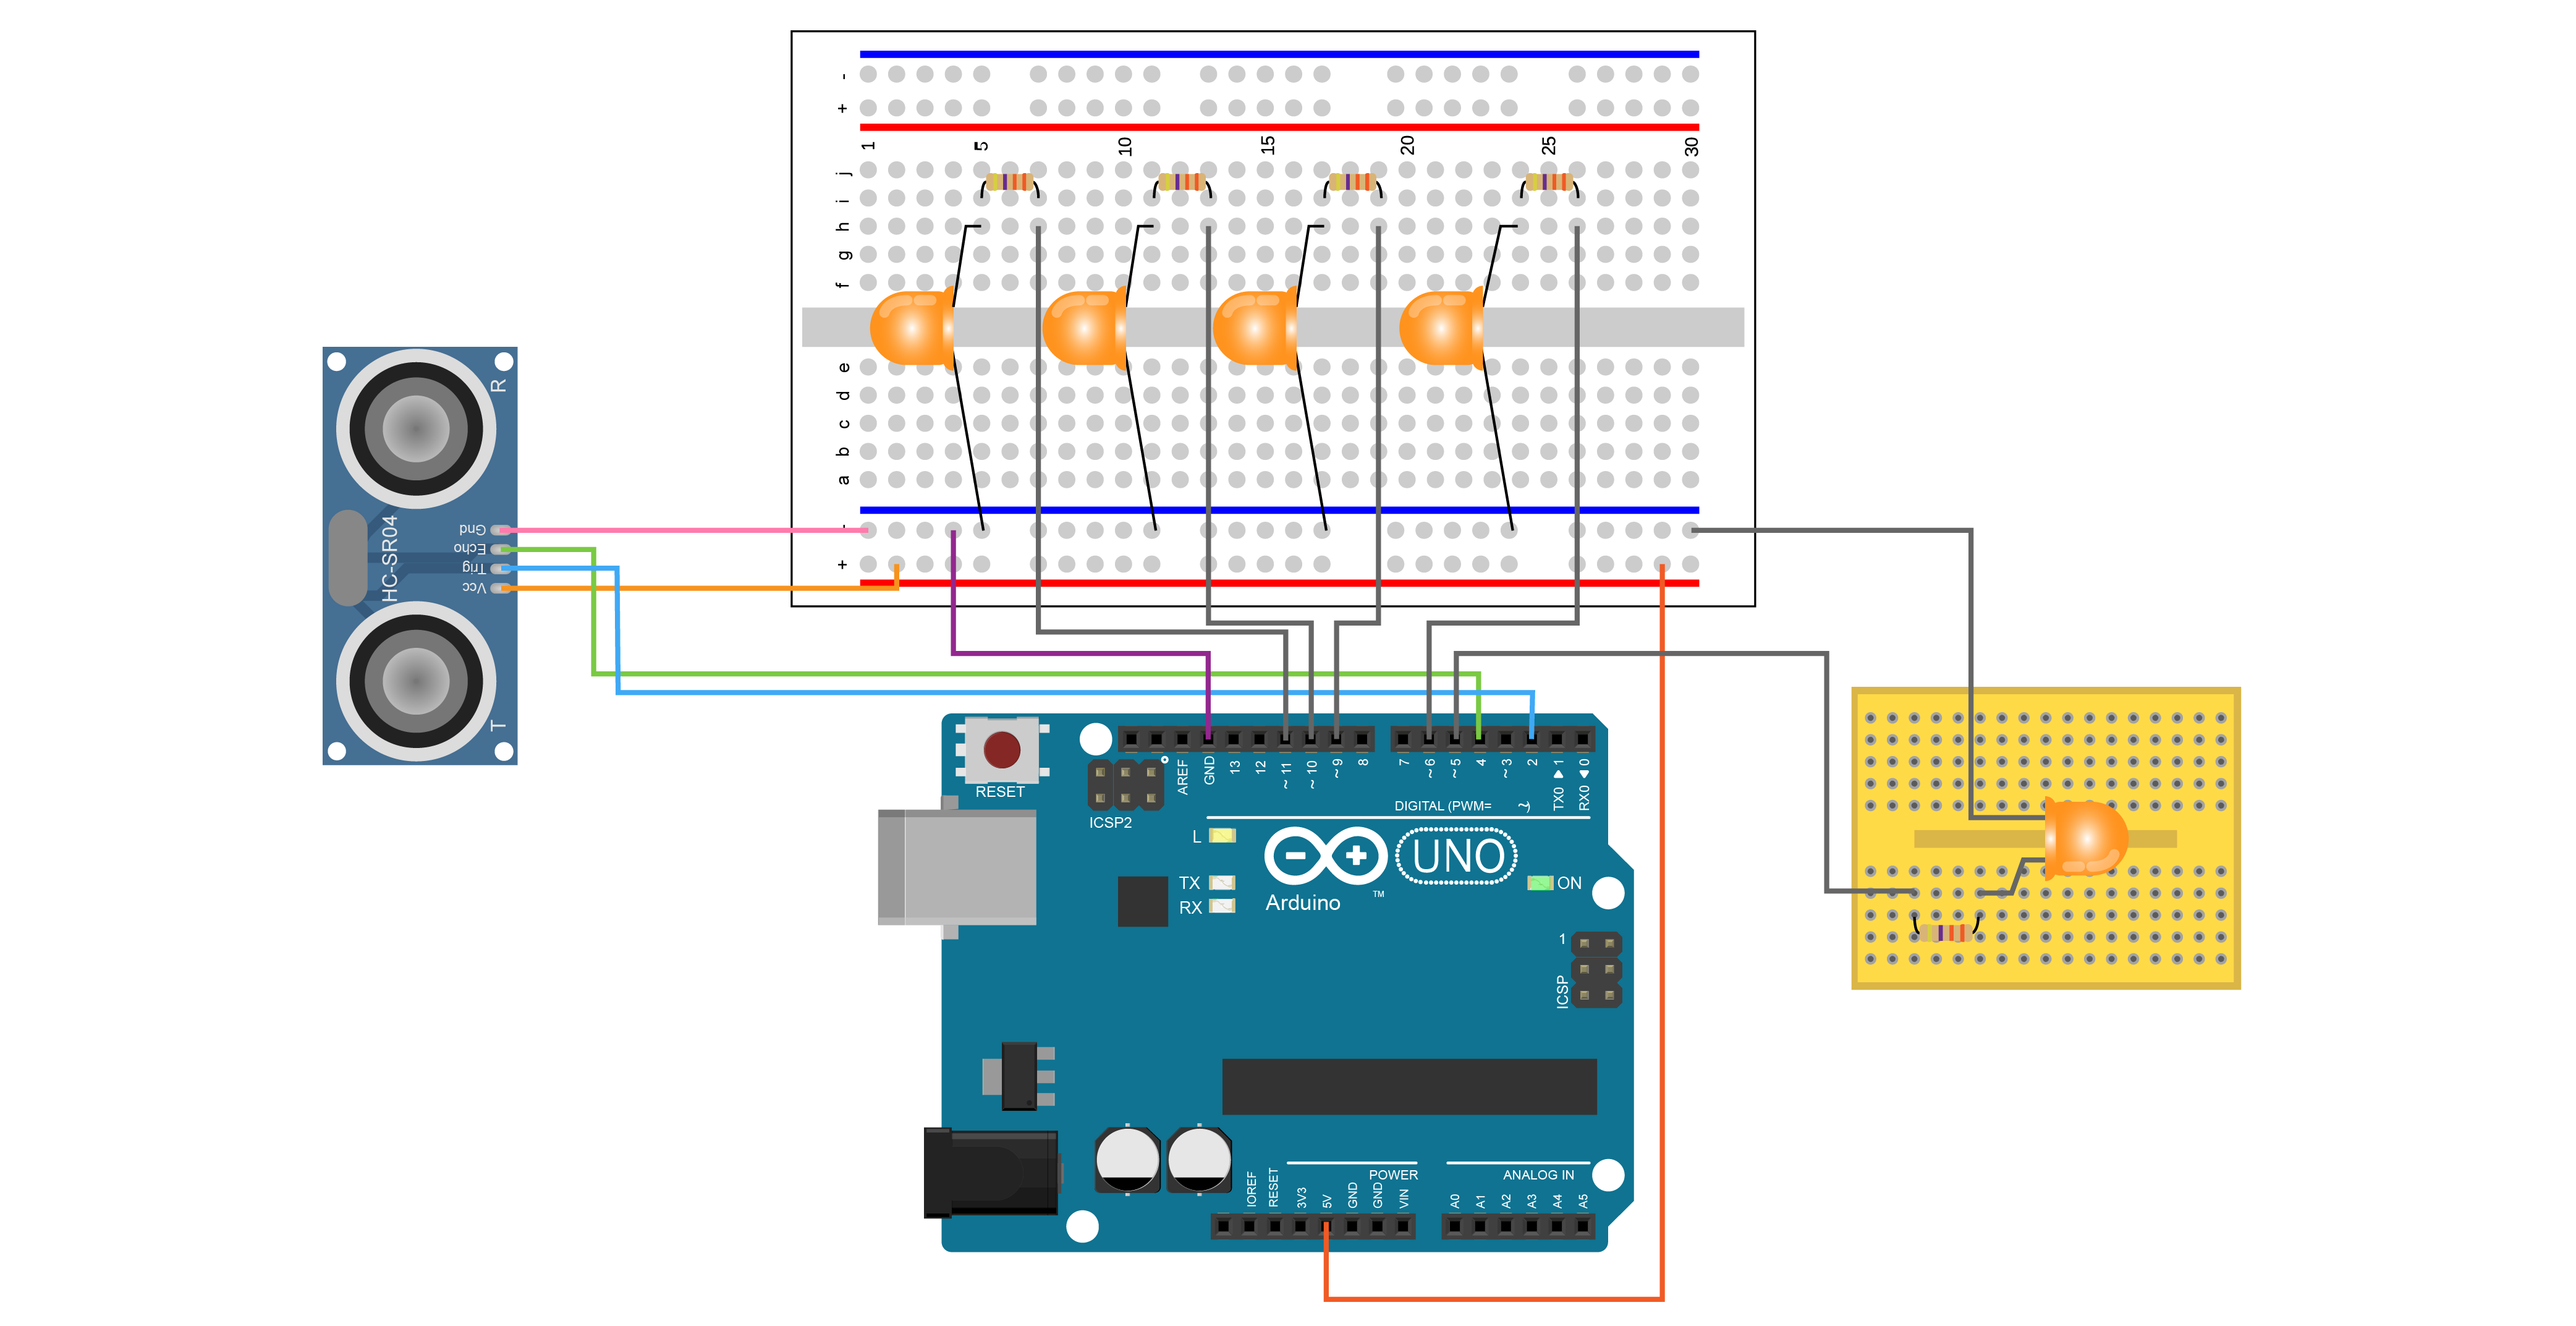 -
+
1 5 10 15 20 25 30
j
i
h
g
f
e
d
c
b
a
-
+
R
Gnd
Echo
Trig
Vcc
HC-SR04
T
RESET
ICSP2
AREF
GND
13
12
~11
~10
~9
8
7
~6
~5
4
~3
2
TX0 ▶ 1
RX0 ◀ 0
DIGITAL (PWM= ~)
L
TX
RX
UNO
Arduino
™
ON
1
ICSP
POWER
ANALOG IN
IOREF
RESET
3V3
5V
GND
GND
VIN
A0
A1
A2
A3
A4
A5